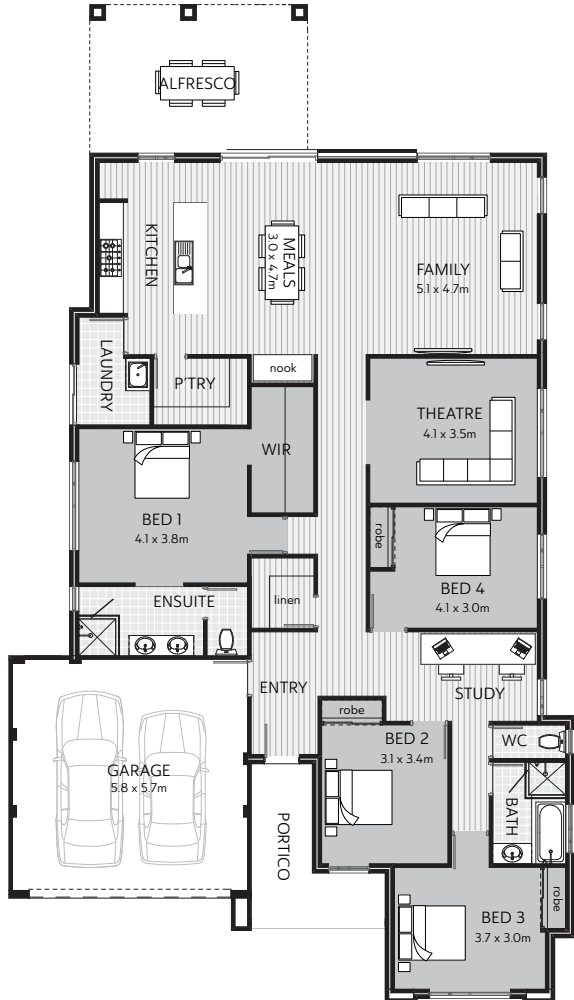 ALFRESCO
KITCHEN
MEALS
3.0 x 4.7m
FAMILY
5.1 x 4.7m
LAUNDRY
P'TRY
nook
THEATRE
4.1 x 3.5m
WIR
BED 1
4.1 x 3.8m
robe
BED 4
4.1 x 3.0m
ENSUITE
linen
ENTRY
STUDY
robe
BED 2
3.1 x 3.4m
WC
GARAGE
5.8 x 5.7m
PORTICO
BATH
BED 3
3.7 x 3.0m
robe